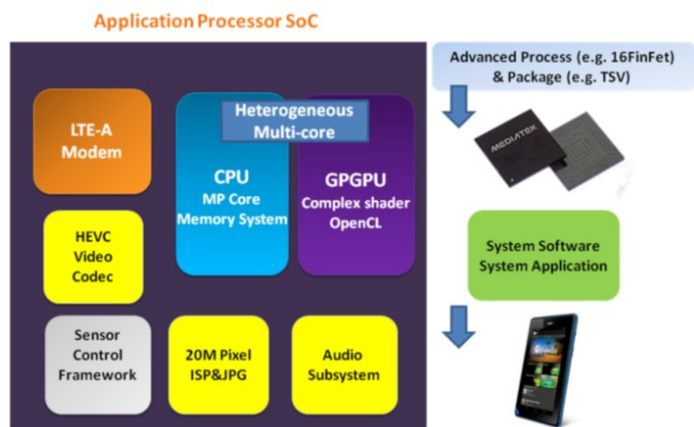 Application Processor SoC
Advanced Process (e.g. 16FinFet)
& Package (e.g. TSV)
LTE-A
Modem
Heterogeneous
Multi-core
CPU
MP Core
Memory System
GPGPU
Complex shader
OpenCL
MEDIATEK
HEVC
Video
Codec
System Software
System Application
Sensor
Control
Framework
20M Pixel
ISP&JPG
Audio
Subsystem